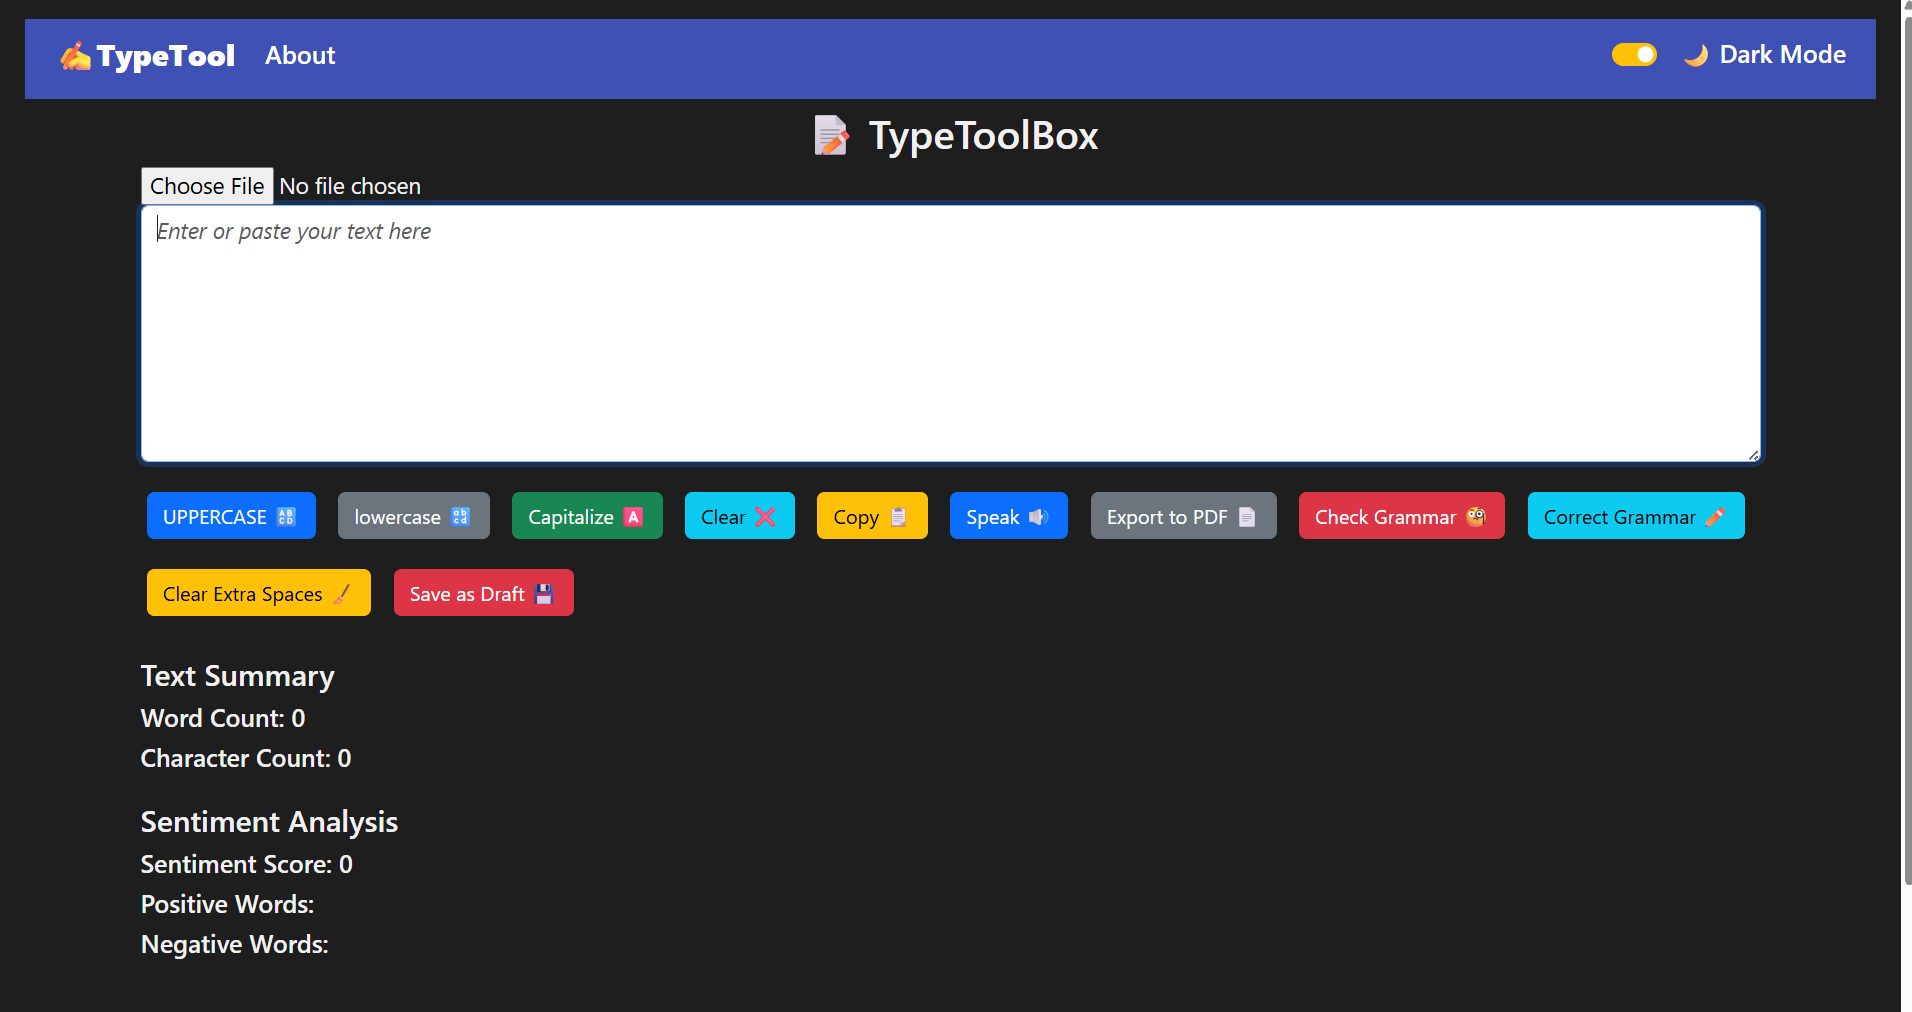 ✍️TypeTool About 🌙 Dark Mode
📝 TypeToolBox
Choose File No file chosen
Enter or paste your text here
UPPERCASE 🔠 lowercase 🔡 Capitalize 🅰️ Clear ❌ Copy 📋 Speak 🔊 Export to PDF 📄 Check Grammar 🧐 Correct Grammar 🖍️
Clear Extra Spaces 🖌️ Save as Draft 💾
Text Summary
Word Count: 0
Character Count: 0
Sentiment Analysis
Sentiment Score: 0
Positive Words:
Negative Words: